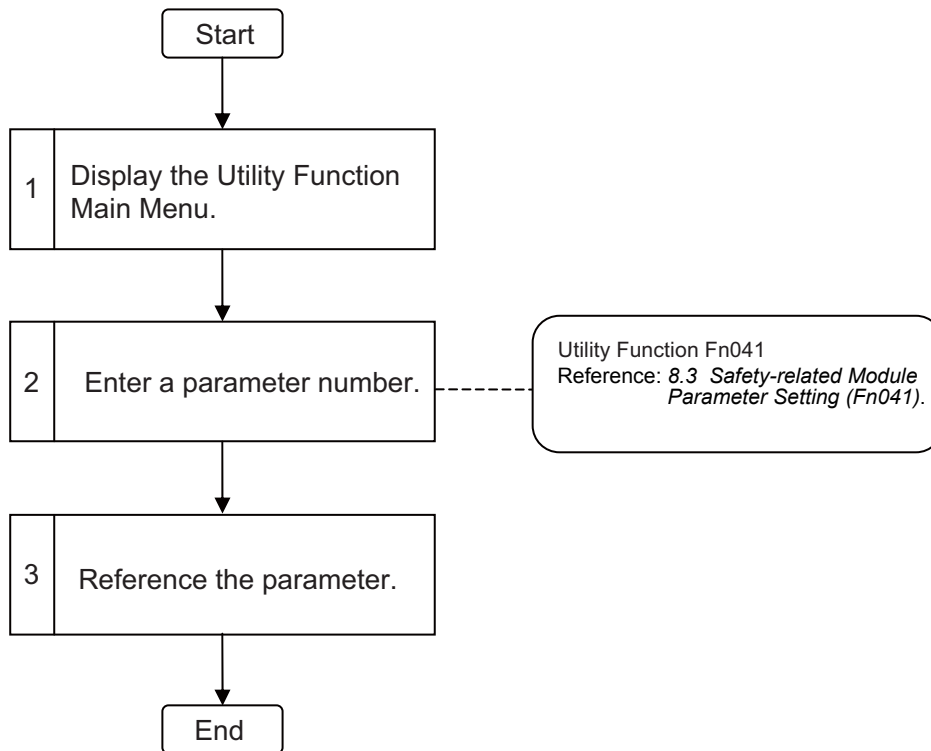 Start
1
Display the Utility Function
Main Menu.
2
Enter a parameter number.
Utility Function Fn041
Reference: 8.3 Safety-related Module
Parameter Setting (Fn041).
3
Reference the parameter.
End